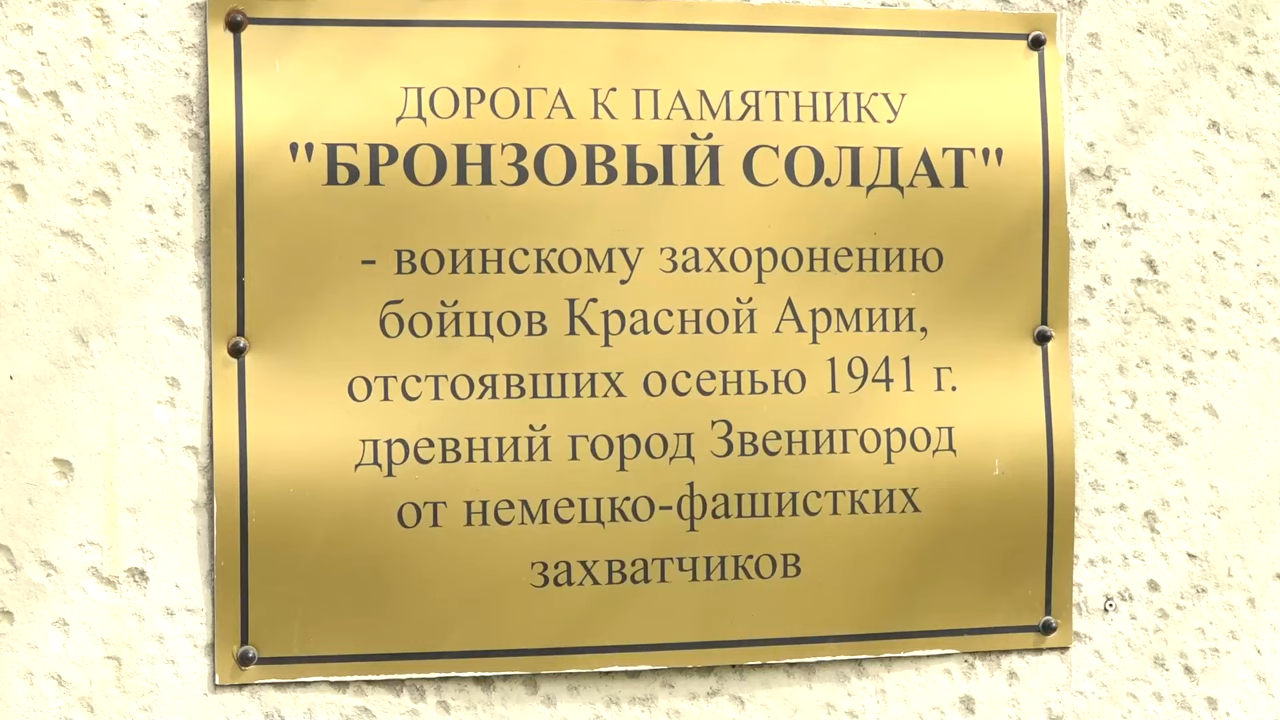 ДОРОГА К ПАМЯТНИКУ
"БРОНЗОВЫЙ СОЛДАТ"
- воинскому захоронению
бойцов Красной Армии,
отстоявших осенью 1941 г.
древний город Звенигород
от немецко-фашистких
захватчиков